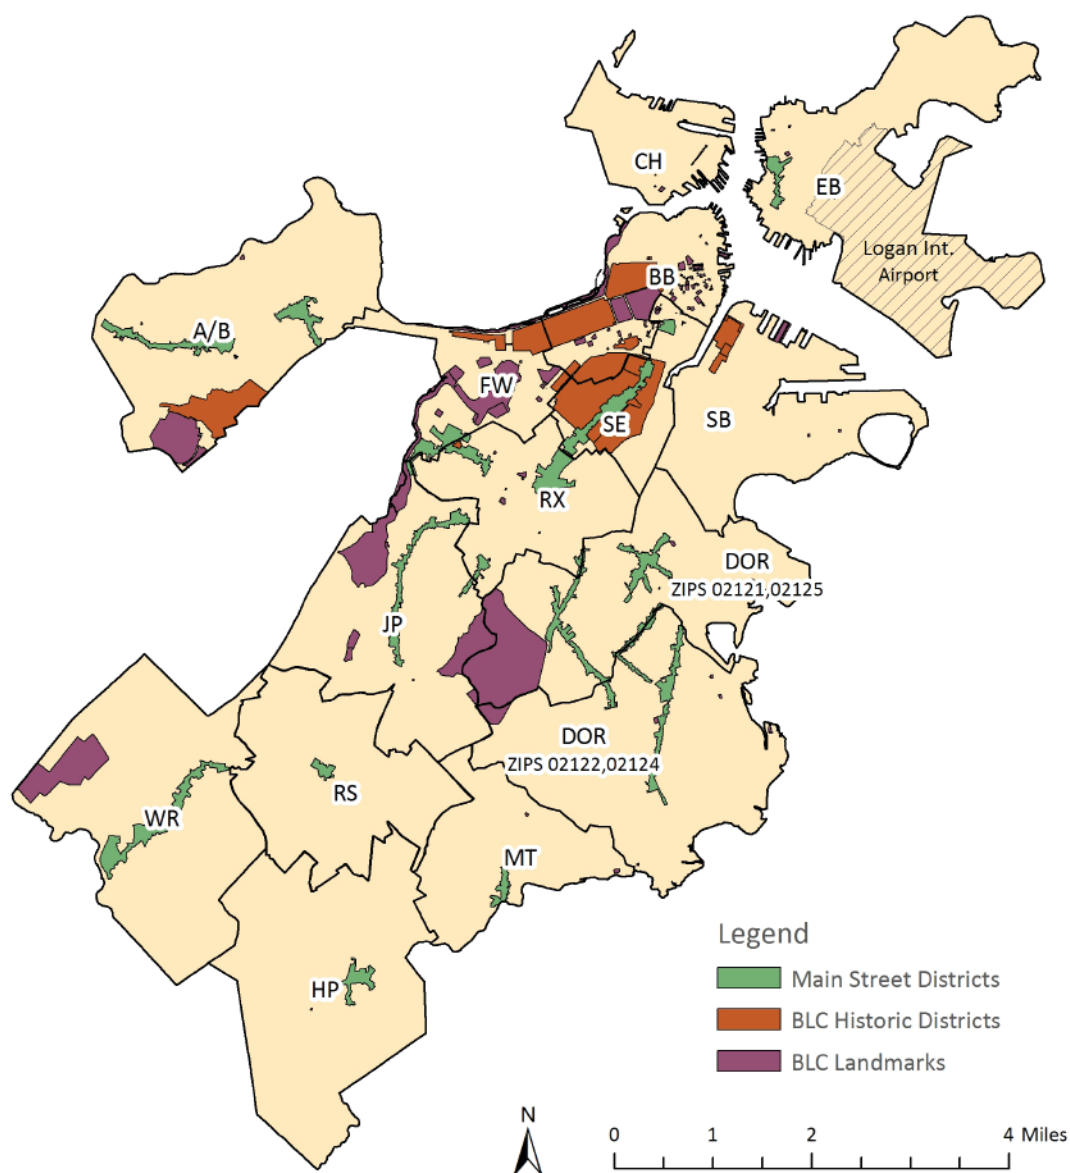 CH
EB
Logan Int.
Airport
BB
A/B
FW
SE
SB
RX
DOR
ZIPS 02121,02125
JP
DOR
ZIPS 02122,02124
RS
WR
MT
HP
Legend
Main Street Districts
BLC Historic Districts
BLC Landmarks
N
0 1 2 4 Miles